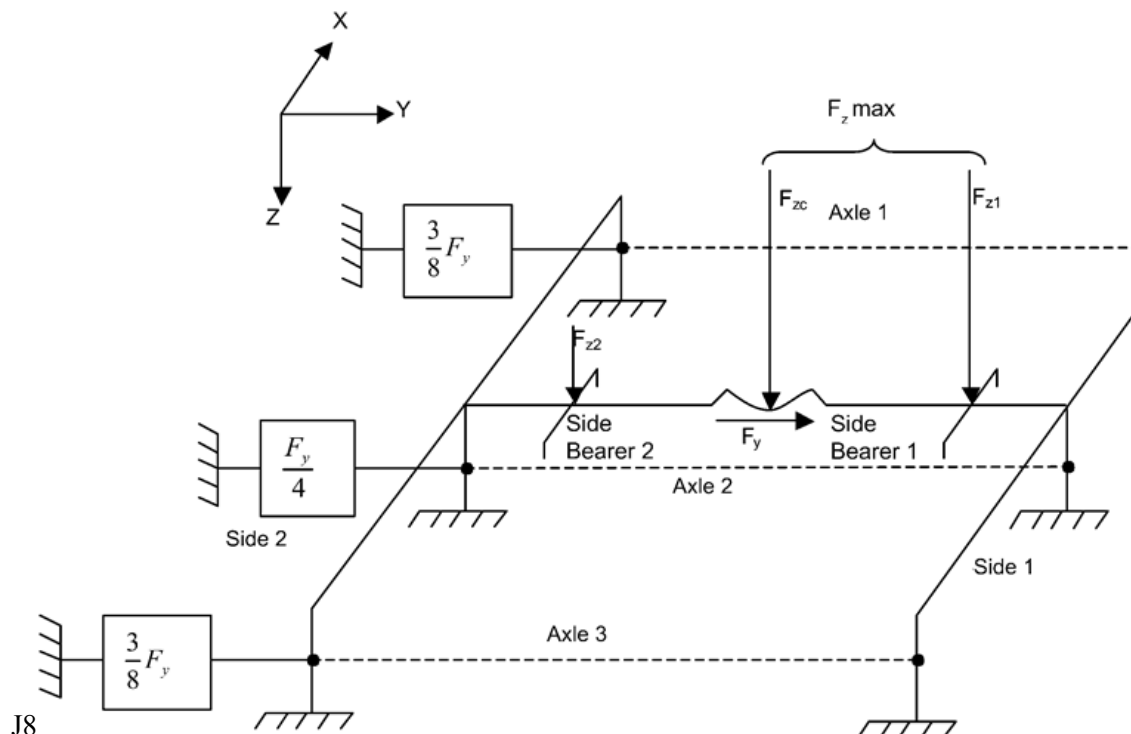 X
Y
Z
F_z max
F_zc
F_z1
Axle 1
3/8 F_y
F_z2
Side
Bearer 2
F_y
Side
Bearer 1
F_y/4
Axle 2
Side 2
Side 1
Axle 3
3/8 F_y
J8